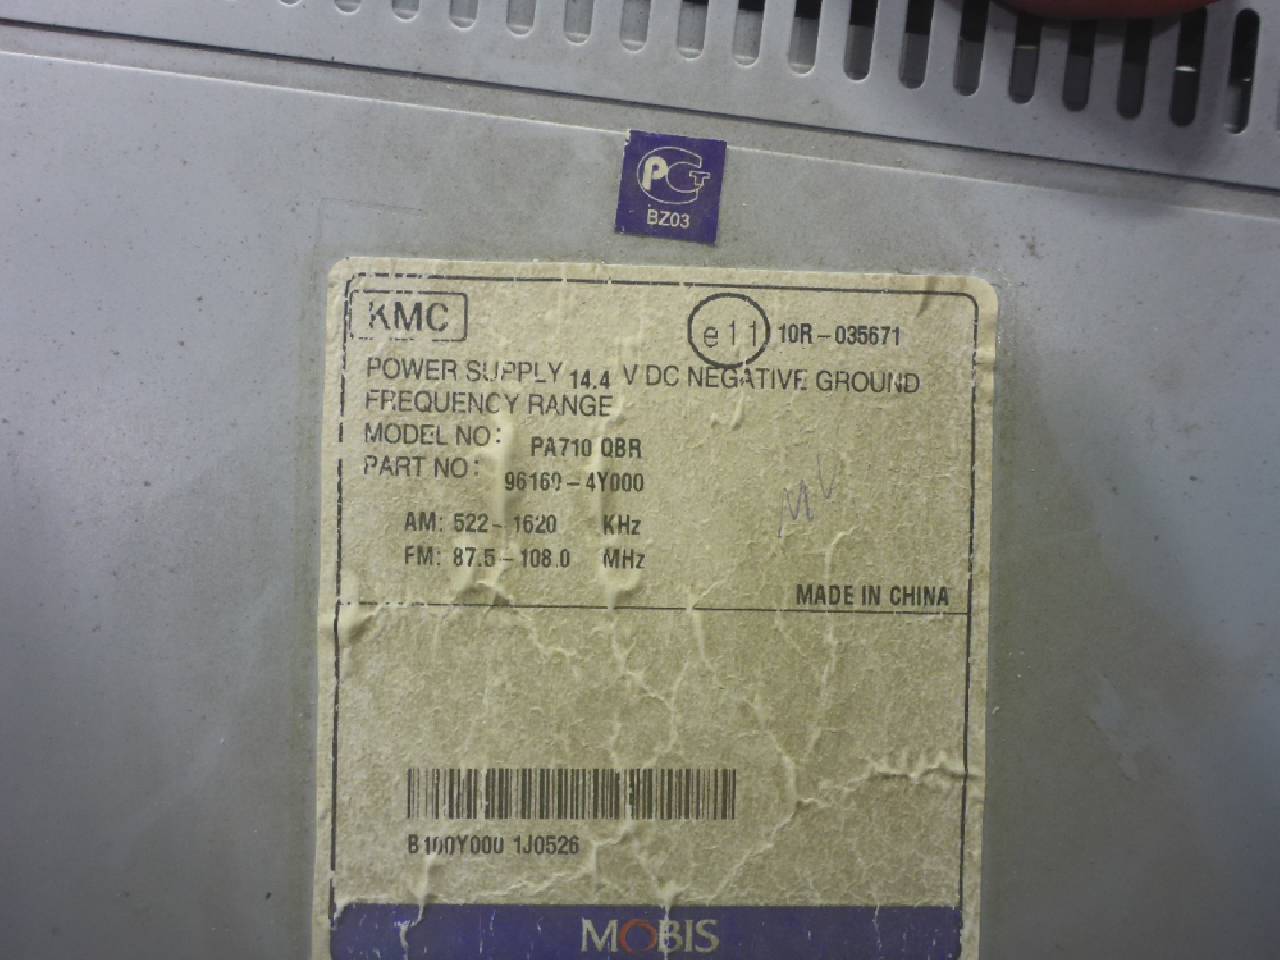 PCT
BZ03
KMC
e11 10R-035671
POWER SUPPLY 14.4 V DC NEGATIVE GROUND
FREQUENCY RANGE
MODEL NO: PA710 QBR
PART NO: 96160-4Y000
AM: 522-1620 KHz
FM: 87.5-108.0 MHz
MADE IN CHINA
B100Y000 1J0526
MOBIS